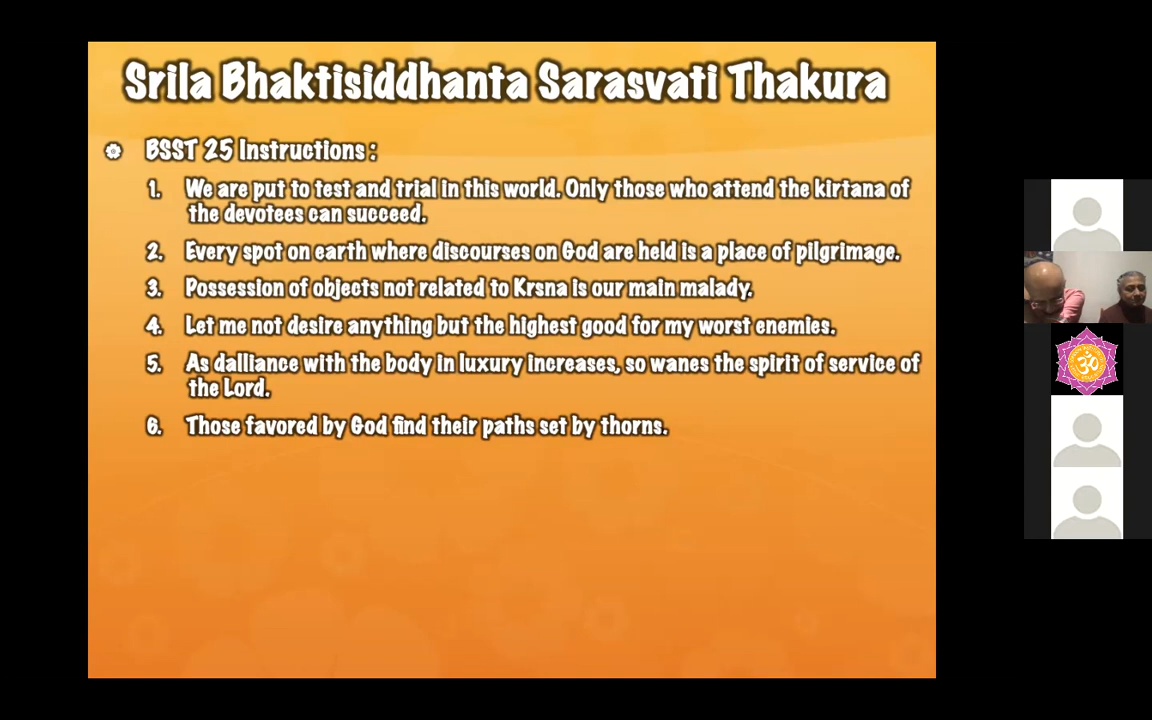 Srila Bhaktisiddhanta Sarasvati Thakura
BSST 25 Instructions :
1. We are put to test and trial in this world. Only those who attend the kirtana of
the devotees can succeed.
2. Every spot on earth where discourses on God are held is a place of pilgrimage.
3. Possession of objects not related to Krsna is our main malady.
4. Let me not desire anything but the highest good for my worst enemies.
5. As dalliance with the body in luxury increases, so wanes the spirit of service of
the Lord.
6. Those favored by God find their paths set by thorns.
ॐ